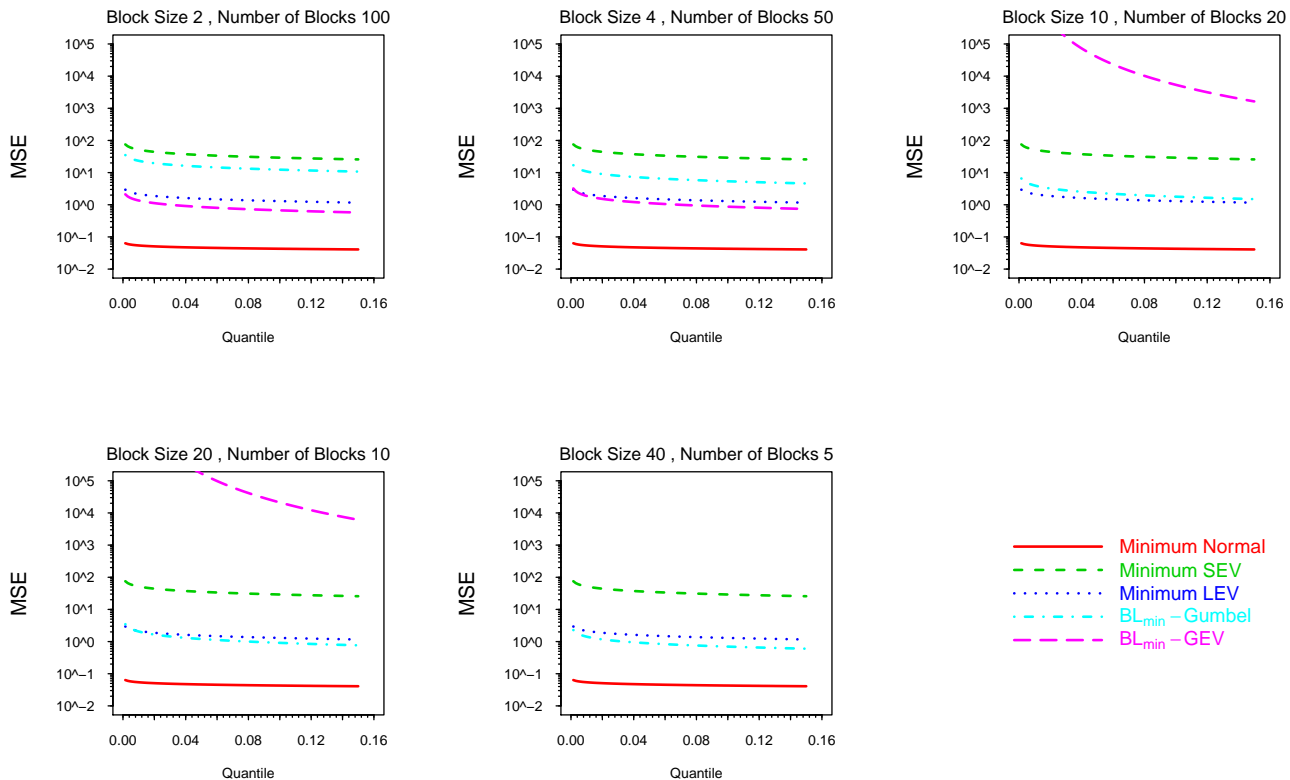 Block Size 2 , Number of Blocks 100
Block Size 4 , Number of Blocks 50
Block Size 10 , Number of Blocks 20
10^5
10^4
10^3
10^2
10^1
10^0
10^−1
10^−2
MSE
0.00 0.04 0.08 0.12 0.16
Quantile
10^5
10^4
10^3
10^2
10^1
10^0
10^−1
10^−2
MSE
0.00 0.04 0.08 0.12 0.16
Quantile
10^5
10^4
10^3
10^2
10^1
10^0
10^−1
10^−2
MSE
0.00 0.04 0.08 0.12 0.16
Quantile
Block Size 20 , Number of Blocks 10
Block Size 40 , Number of Blocks 5
10^5
10^4
10^3
10^2
10^1
10^0
10^−1
10^−2
MSE
0.00 0.04 0.08 0.12 0.16
Quantile
10^5
10^4
10^3
10^2
10^1
10^0
10^−1
10^−2
MSE
0.00 0.04 0.08 0.12 0.16
Quantile
Minimum Normal
Minimum SEV
Minimum LEV
BLmin − Gumbel
BLmin − GEV